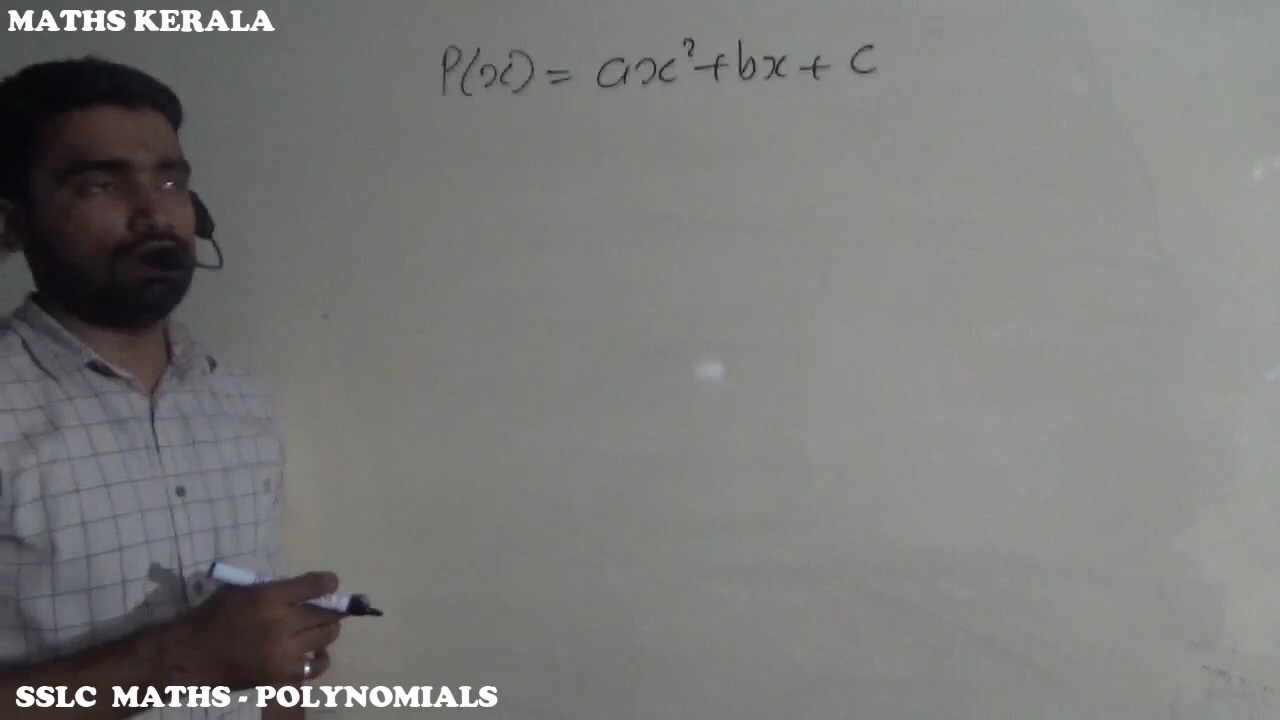 MATHS KERALA
P(x) = ax²+bx+c
SSLC MATHS - POLYNOMIALS